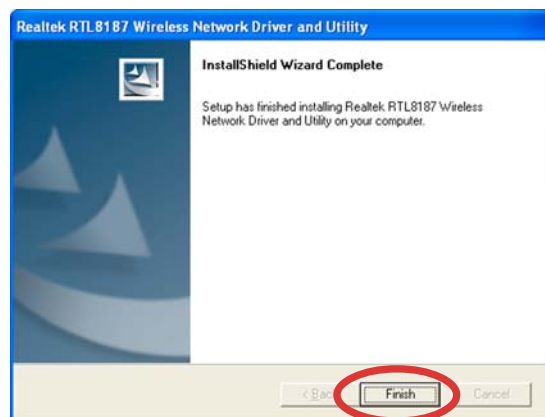 Realtek RTL8187 Wireless Network Driver and Utility
InstallShield Wizard Complete
Setup has finished installing Realtek RTL8187 Wireless
Network Driver and Utility on your computer.
< Bac Finish Cancel